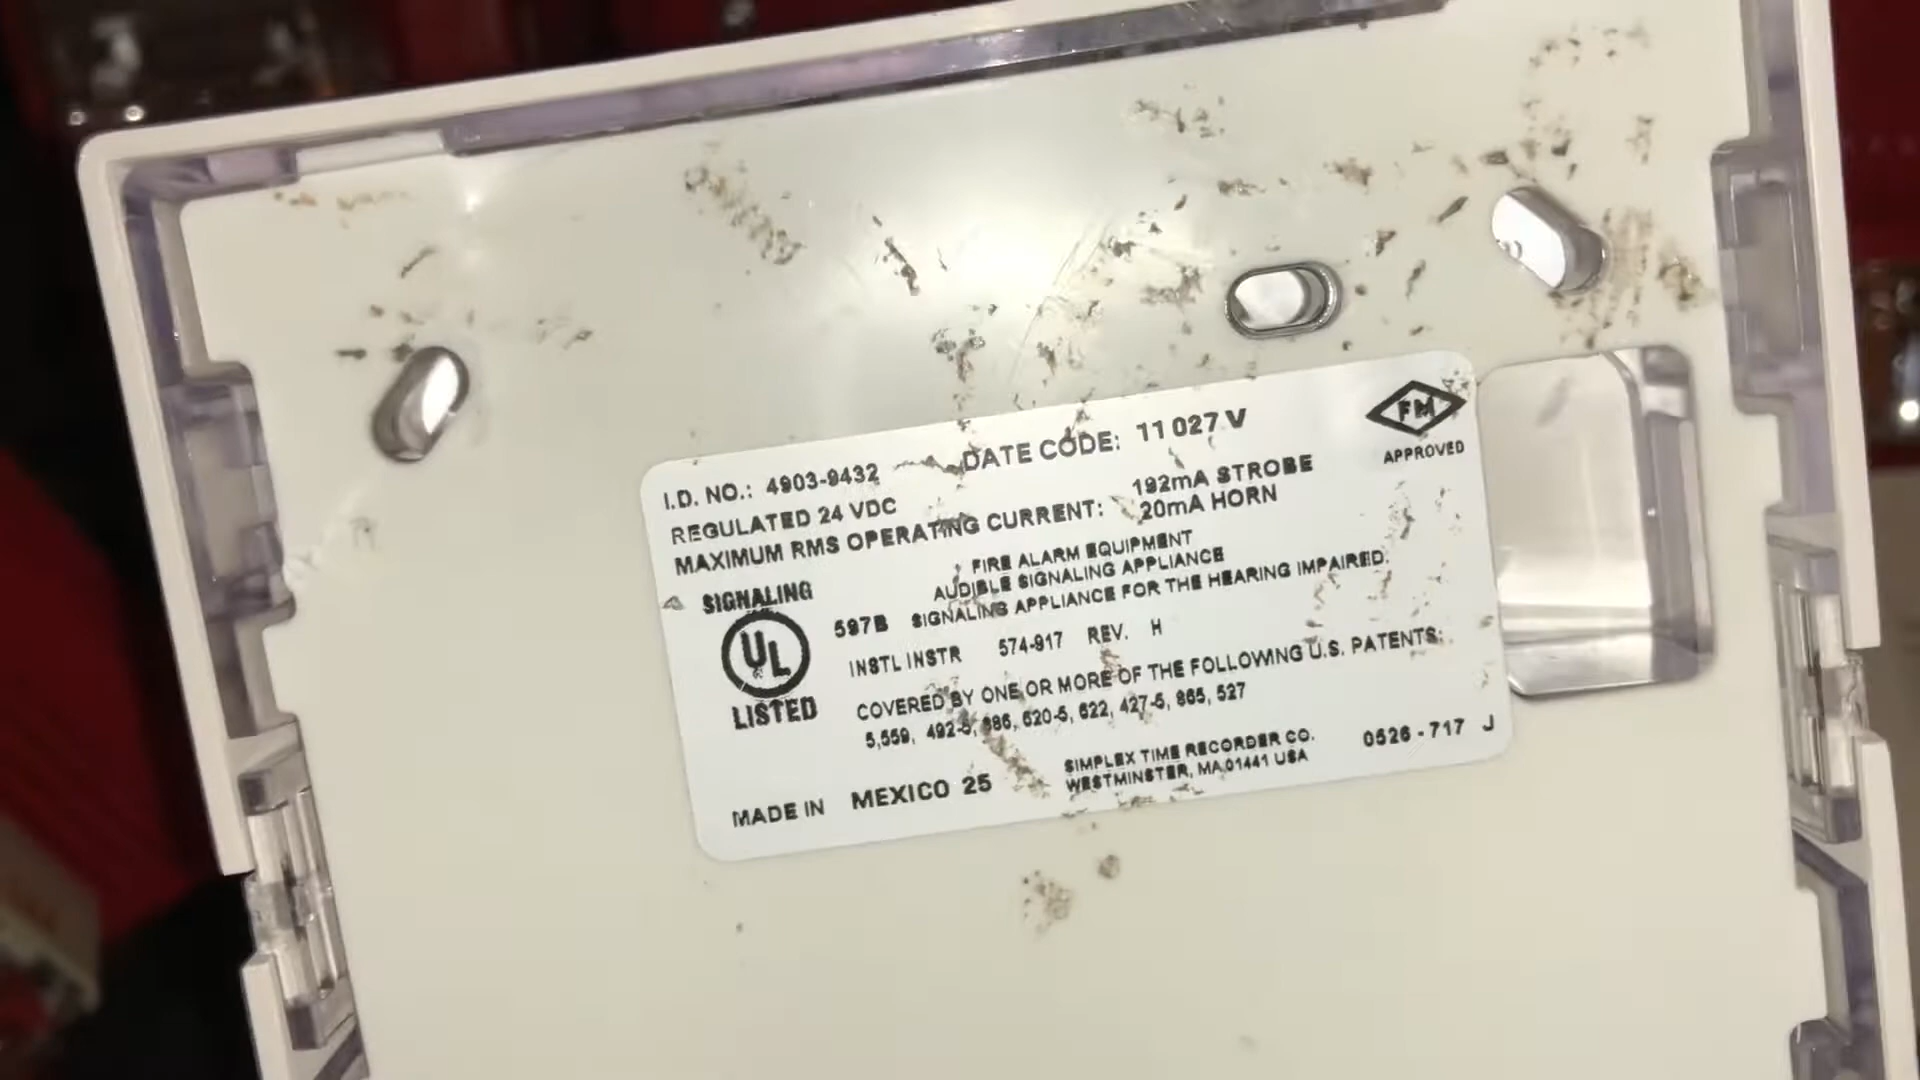 I.D. NO.: 4903-9432 DATE CODE: 11 027 V
REGULATED 24 VDC
MAXIMUM RMS OPERATING CURRENT: 192mA STROBE
20mA HORN
FM
APPROVED
FIRE ALARM EQUIPMENT
AUDIBLE SIGNALING APPLIANCE
SIGNALING APPLIANCE FOR THE HEARING IMPAIRED.
SIGNALING
UL
LISTED
597B
INSTL INSTR 574-917 REV. H
COVERED BY ONE OR MORE OF THE FOLLOWING U.S. PATENTS:
5,559, 492-5, 886, 620-5, 622, 427-5, 865, 527
MADE IN MEXICO 25
SIMPLEX TIME RECORDER CO.
WESTMINSTER, MA 01441 USA
0526-717 J